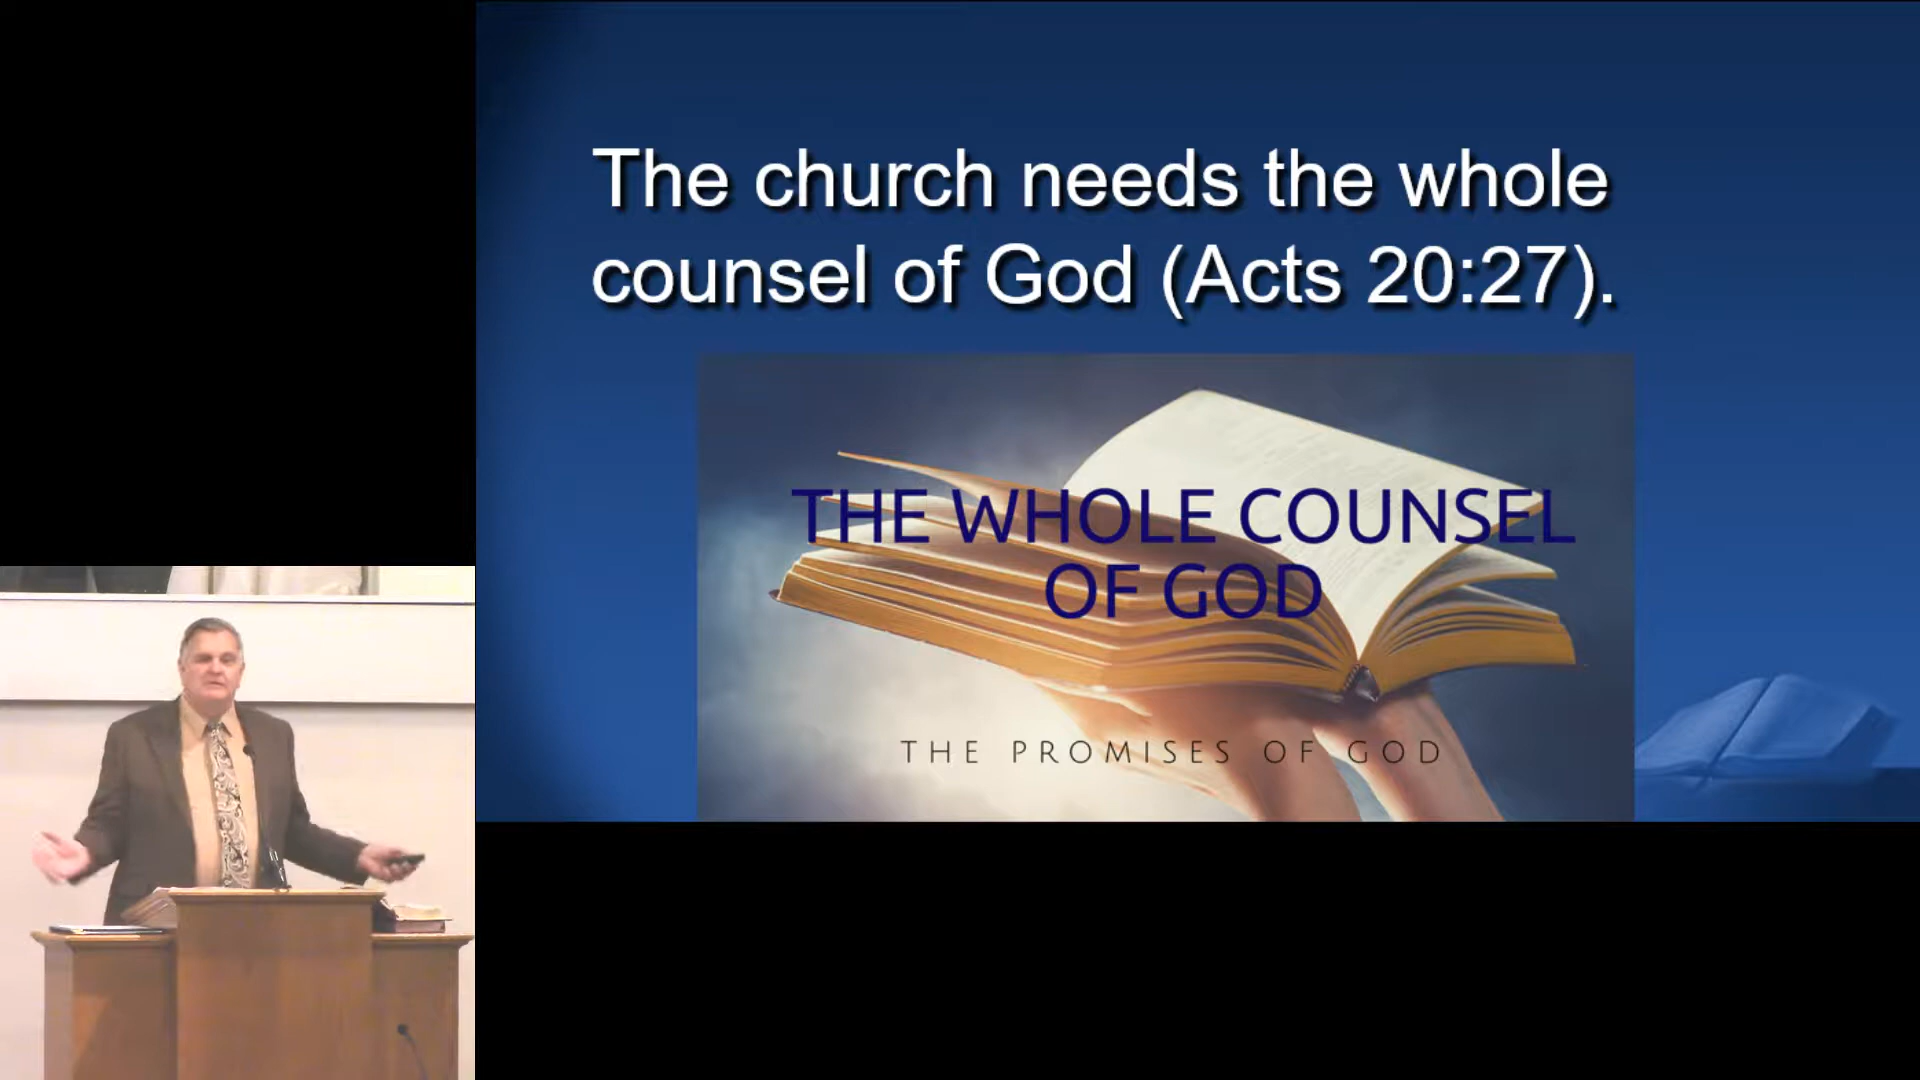 The church needs the whole
counsel of God (Acts 20:27).
THE WHOLE COUNSEL
OF GOD
THE PROMISES OF GOD